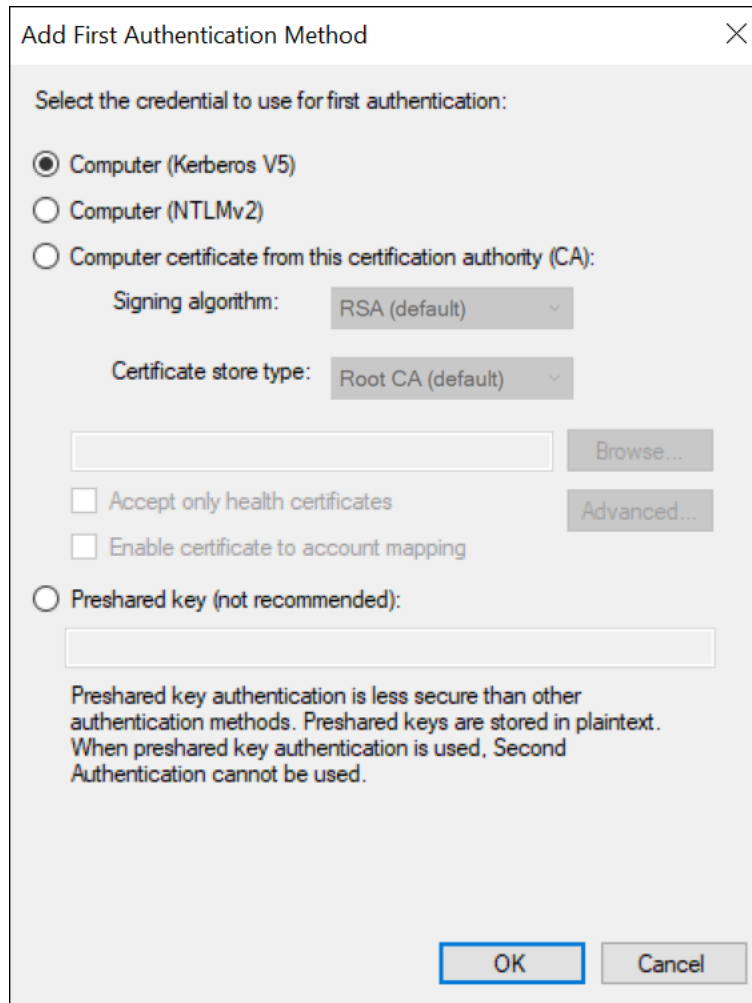 Add First Authentication Method
Select the credential to use for first authentication:
Computer (Kerberos V5)
Computer (NTLMv2)
Computer certificate from this certification authority (CA):
Signing algorithm: RSA (default)
Certificate store type: Root CA (default)
Browse...
Accept only health certificates
Advanced...
Enable certificate to account mapping
Preshared key (not recommended):
Preshared key authentication is less secure than other
authentication methods. Preshared keys are stored in plaintext.
When preshared key authentication is used, Second
Authentication cannot be used.
OK Cancel